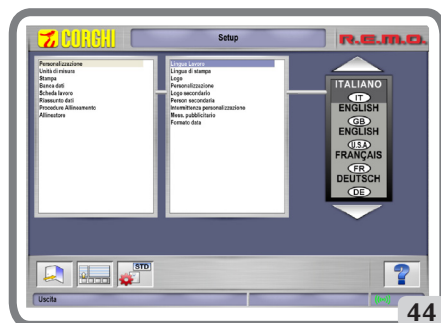 CORGHI
Setup
R.E.M.O.
Personalizzazione
Unità di misura
Stampa
Banca dati
Scheda lavoro
Riassunto dati
Procedure Allineamento
Allineatore
Lingua Lavoro
Lingua di stampa
Logo
Personalizzazione
Logo secondario
Person secondaria
Intermittenza personalizzazione
Mess. pubblicitario
Formato data
ITALIANO
IT
ENGLISH
GB
ENGLISH
U.S.A
FRANÇAIS
FR
DEUTSCH
DE
STD
?
Uscita
44